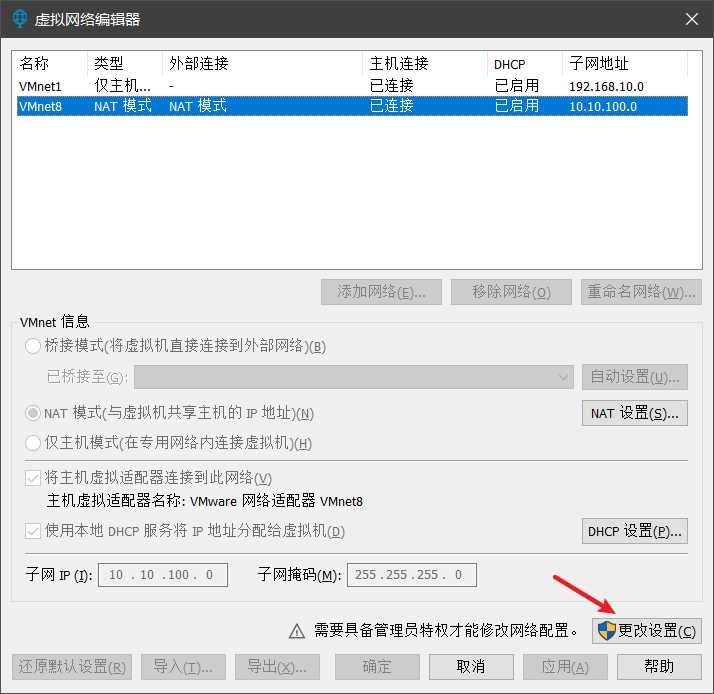 虚拟网络编辑器
名称 类型 外部连接 主机连接 DHCP 子网地址
VMnet1 仅主机... - 已连接 已启用 192.168.10.0
VMnet8 NAT 模式 NAT 模式 已连接 已启用 10.10.100.0
添加网络(E)... 移除网络(O) 重命名网络(W)...
VMnet 信息
桥接模式(将虚拟机直接连接到外部网络)(B)
已桥接至(G): 自动设置(U)...
NAT 模式(与虚拟机共享主机的 IP 地址)(N) NAT 设置(S)...
仅主机模式(在专用网络内连接虚拟机)(H)
将主机虚拟适配器连接到此网络(V)
主机虚拟适配器名称: VMware 网络适配器 VMnet8
使用本地 DHCP 服务将 IP 地址分配给虚拟机(D) DHCP 设置(P)...
子网 IP (I): 10 . 10 .100 . 0 子网掩码(M): 255 .255 .255 . 0
需要具备管理员特权才能修改网络配置。 更改设置(C)
还原默认设置(R) 导入(T)... 导出(X)... 确定 取消 应用(A) 帮助